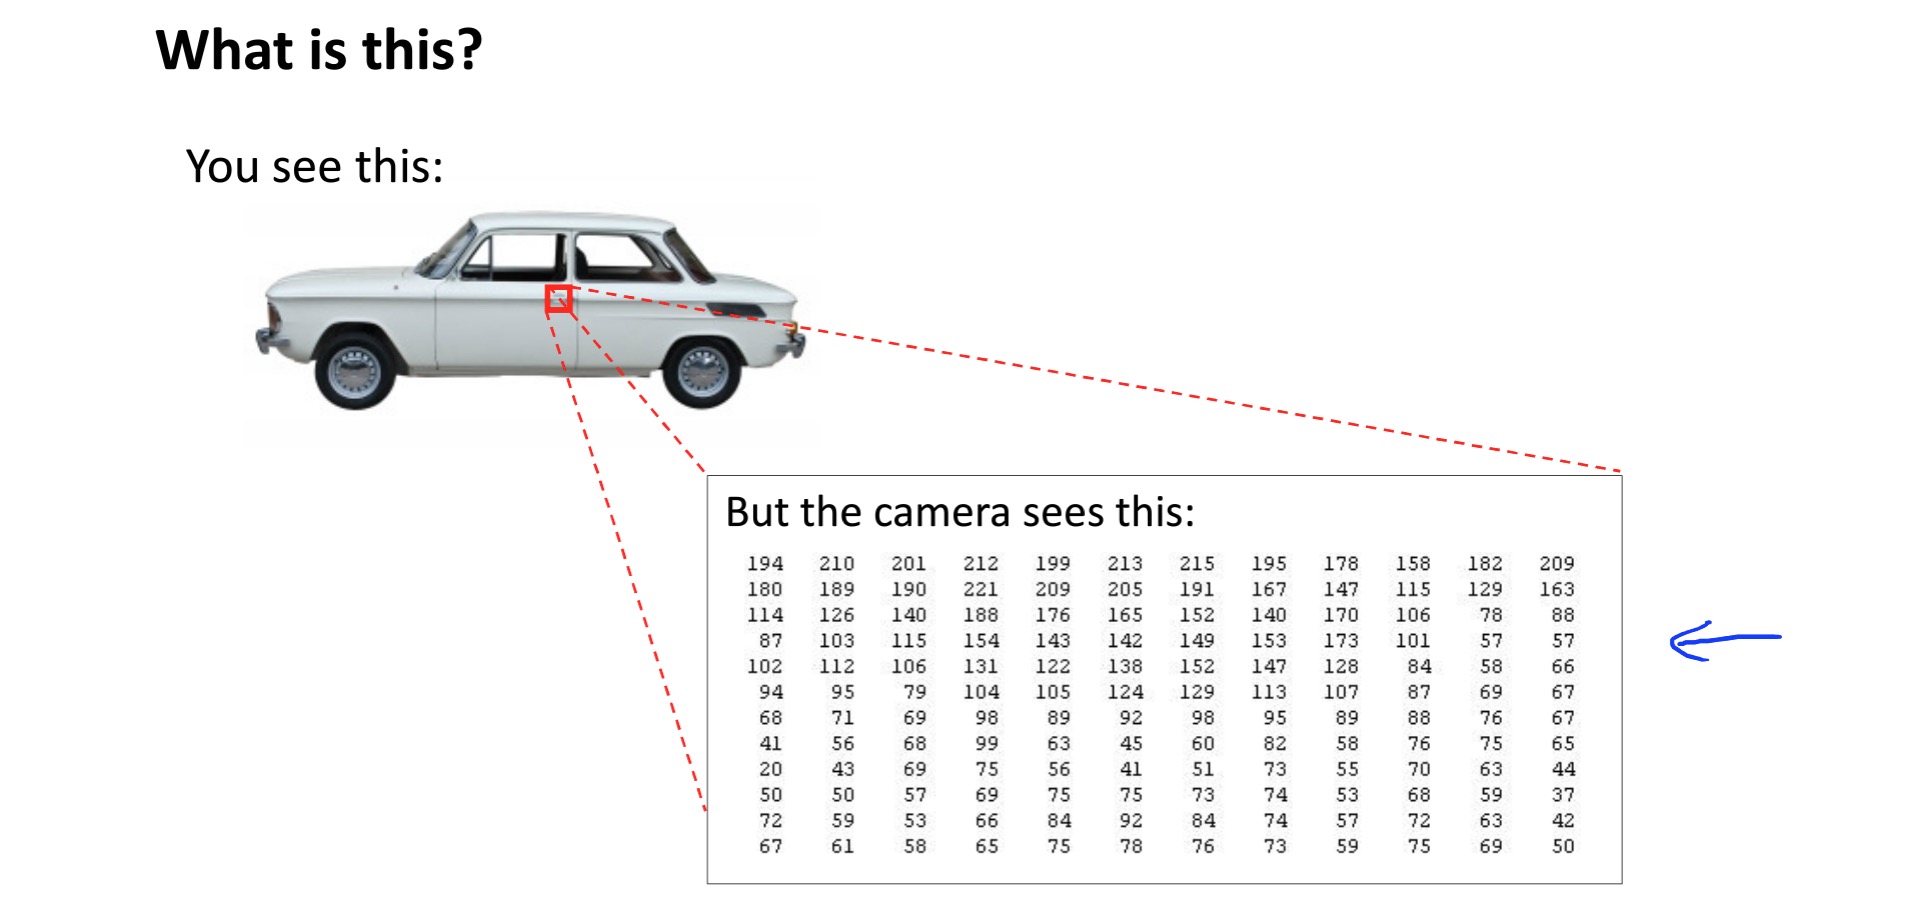 What is this?
You see this:
But the camera sees this:
194 210 201 212 199 213 215 195 178 158 182 209
180 189 190 221 209 205 191 167 147 115 129 163
114 126 140 188 176 165 152 140 170 106 78 88
87 103 115 154 143 142 149 153 173 101 57 57
102 112 106 131 122 138 152 147 128 84 58 66
94 95 79 104 105 124 129 113 107 87 69 67
68 71 69 98 89 92 98 95 89 88 76 67
41 56 68 99 63 45 60 82 58 76 75 65
20 43 69 75 56 41 51 73 55 70 63 44
50 50 57 69 75 75 73 74 53 68 59 37
72 59 53 66 84 92 84 74 57 72 63 42
67 61 58 65 75 78 76 73 59 75 69 50